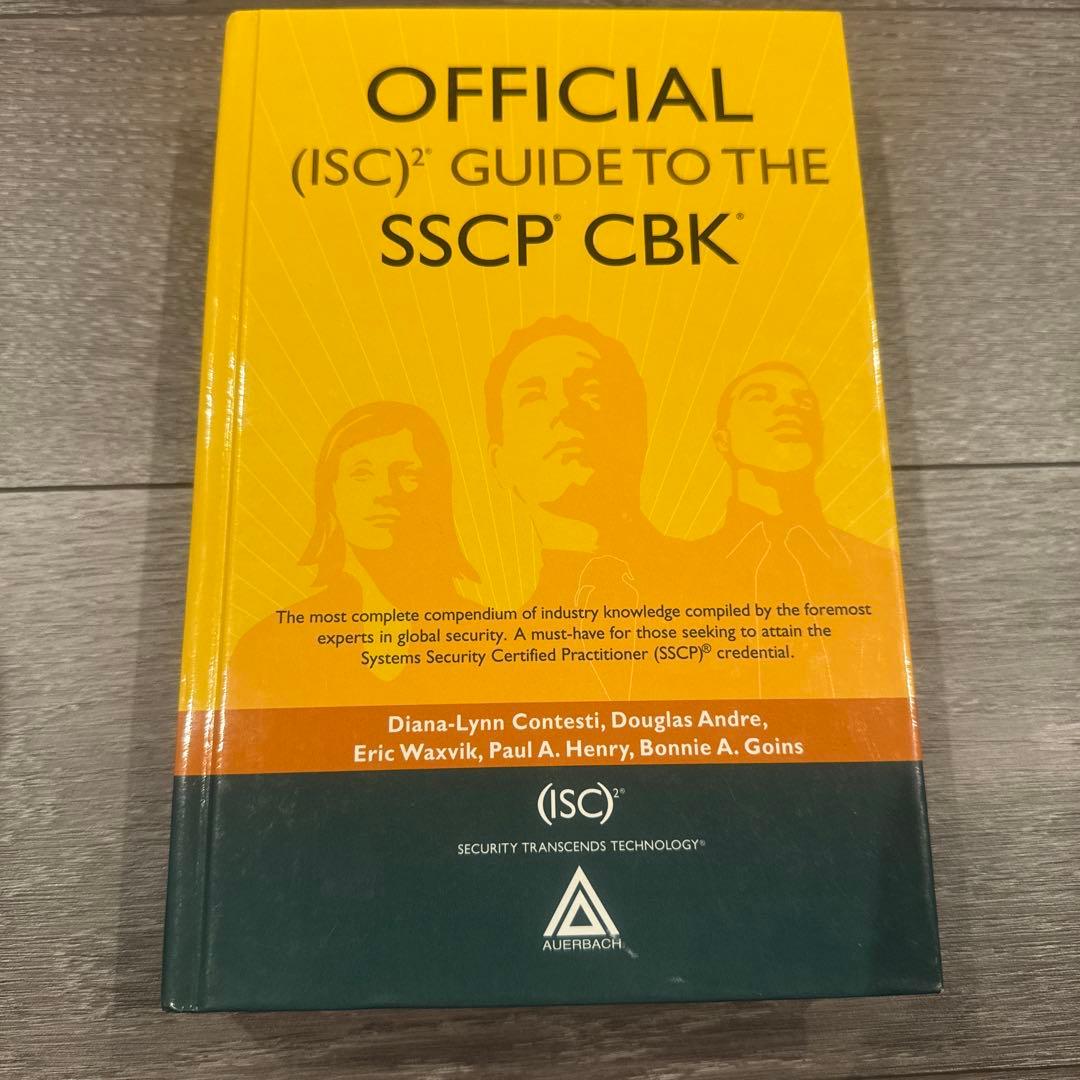 OFFICIAL
(ISC)²® GUIDE TO THE
SSCP® CBK®
The most complete compendium of industry knowledge compiled by the foremost
experts in global security. A must-have for those seeking to attain the
Systems Security Certified Practitioner (SSCP)® credential.
Diana-Lynn Contesti, Douglas Andre,
Eric Waxvik, Paul A. Henry, Bonnie A. Goins
(ISC)²®
SECURITY TRANSCENDS TECHNOLOGY®
AUERBACH